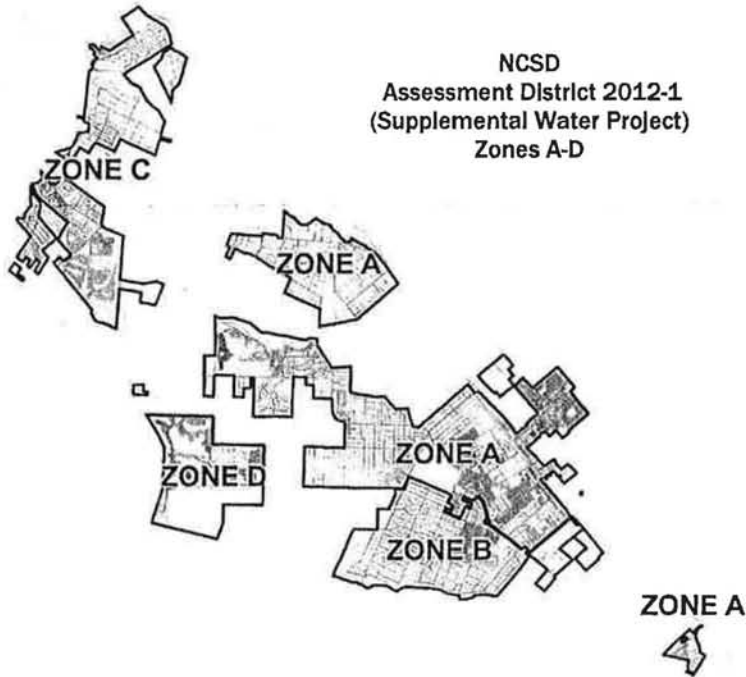 NCSD
Assessment District 2012-1
(Supplemental Water Project)
Zones A-D
ZONE C
ZONE A
ZONE A
ZONE D
ZONE B
ZONE A